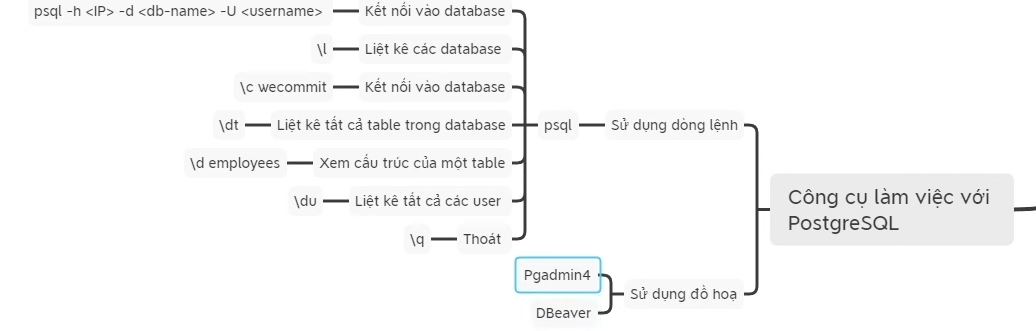 psql -h <IP> -d <db-name> -U <username>
Kết nối vào database
\l
Liệt kê các database
\c wecommit
Kết nối vào database
\dt
Liệt kê tất cả table trong database
psql
Sử dụng dòng lệnh
\d employees
Xem cấu trúc của một table
\du
Liệt kê tất cả các user
\q
Thoát
Công cụ làm việc với
PostgreSQL
Pgadmin4
DBeaver
Sử dụng đồ hoạ